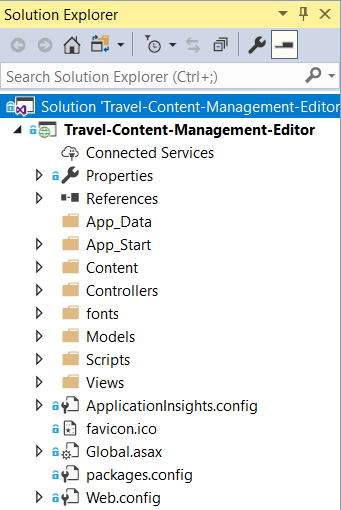 Solution Explorer
Search Solution Explorer (Ctrl+;)
Solution 'Travel-Content-Management-Editor
Travel-Content-Management-Editor
Connected Services
Properties
References
App_Data
App_Start
Content
Controllers
fonts
Models
Scripts
Views
ApplicationInsights.config
favicon.ico
Global.asax
packages.config
Web.config